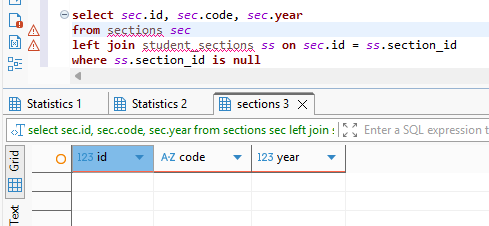 select sec.id, sec.code, sec.year
from sections sec
left join student_sections ss on sec.id = ss.section_id
where ss.section_id is null
Statistics 1
Statistics 2
sections 3
select sec.id, sec.code, sec.year from sections sec left join
Enter a SQL expression
Grid
123 id
A-Z code
123 year
Text